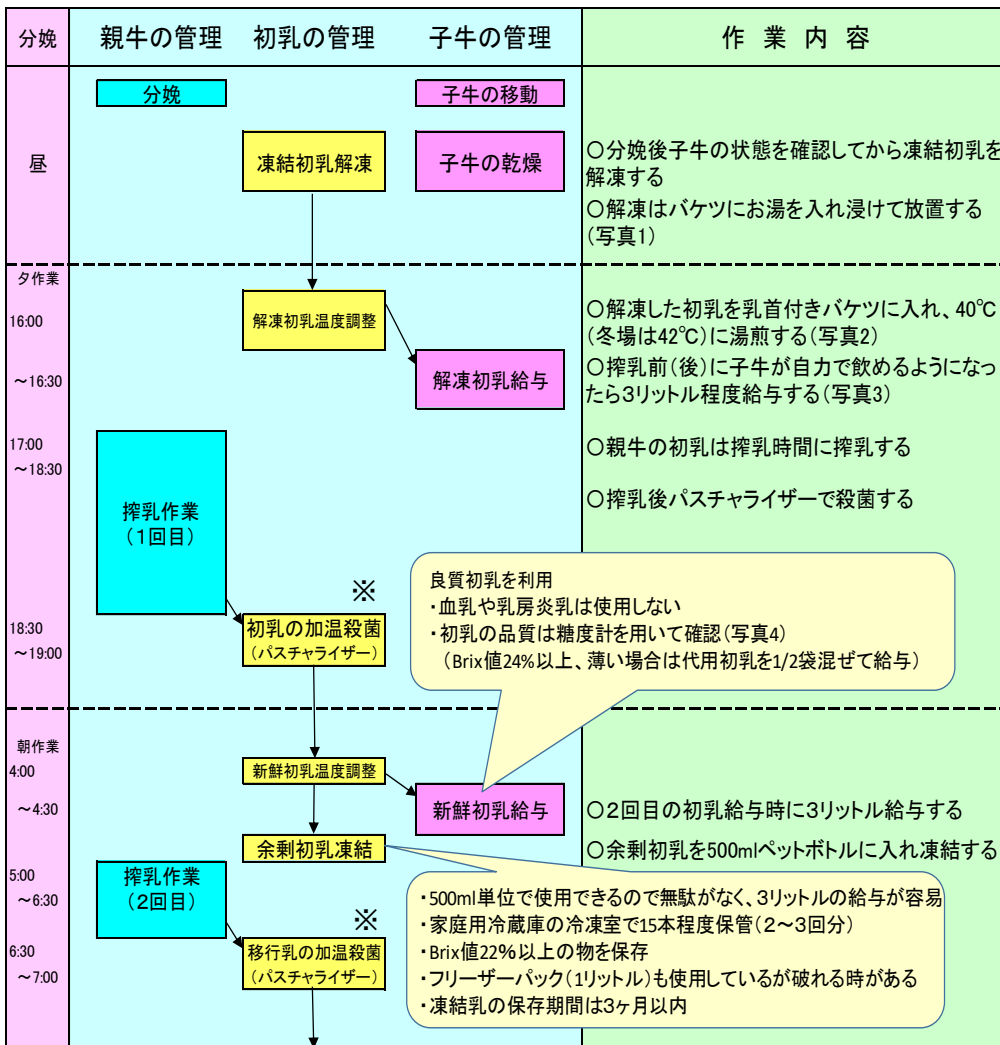 分娩 親牛の管理 初乳の管理 子牛の管理 作業内容
分娩 子牛の移動
昼 凍結初乳解凍 子牛の乾燥
○分娩後子牛の状態を確認してから凍結初乳を
解凍する
○解凍はバケツにお湯を入れ浸けて放置する
(写真1)
夕作業
16:00
～16:30
解凍初乳温度調整
解凍初乳給与
○解凍した初乳を乳首付きバケツに入れ、40℃
(冬場は42℃)に湯煎する(写真2)
○搾乳前(後)に子牛が自力で飲めるようになっ
たら3リットル程度給与する(写真3)
17:00
～18:30
搾乳作業
(1回目)
○親牛の初乳は搾乳時間に搾乳する
○搾乳後パスチャライザーで殺菌する
良質初乳を利用
・血乳や乳房炎乳は使用しない
・初乳の品質は糖度計を用いて確認(写真4)
(Brix値24%以上、薄い場合は代用初乳を1/2袋混ぜて給与)
18:30
～19:00
※
初乳の加温殺菌
(パスチャライザー)
朝作業
4:00
～4:30
新鮮初乳温度調整
新鮮初乳給与
○2回目の初乳給与時に3リットル給与する
余剰初乳凍結
○余剰初乳を500mlペットボトルに入れ凍結する
5:00
～6:30
搾乳作業
(2回目)
・500ml単位で使用できるので無駄がなく、3リットルの給与が容易
・家庭用冷蔵庫の冷凍室で15本程度保管(2～3回分)
・Brix値22%以上の物を保存
・フリーザーパック(1リットル)も使用しているが破れる時がある
・凍結乳の保存期間は3ヶ月以内
6:30
～7:00
※
移行乳の加温殺菌
(パスチャライザー)